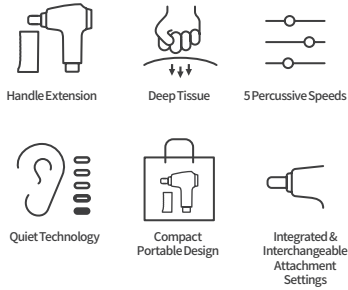 Handle Extension
Deep Tissue
5 Percussive Speeds
Quiet Technology
Compact
Portable Design
Integrated &
Interchangeable
Attachment
Settings